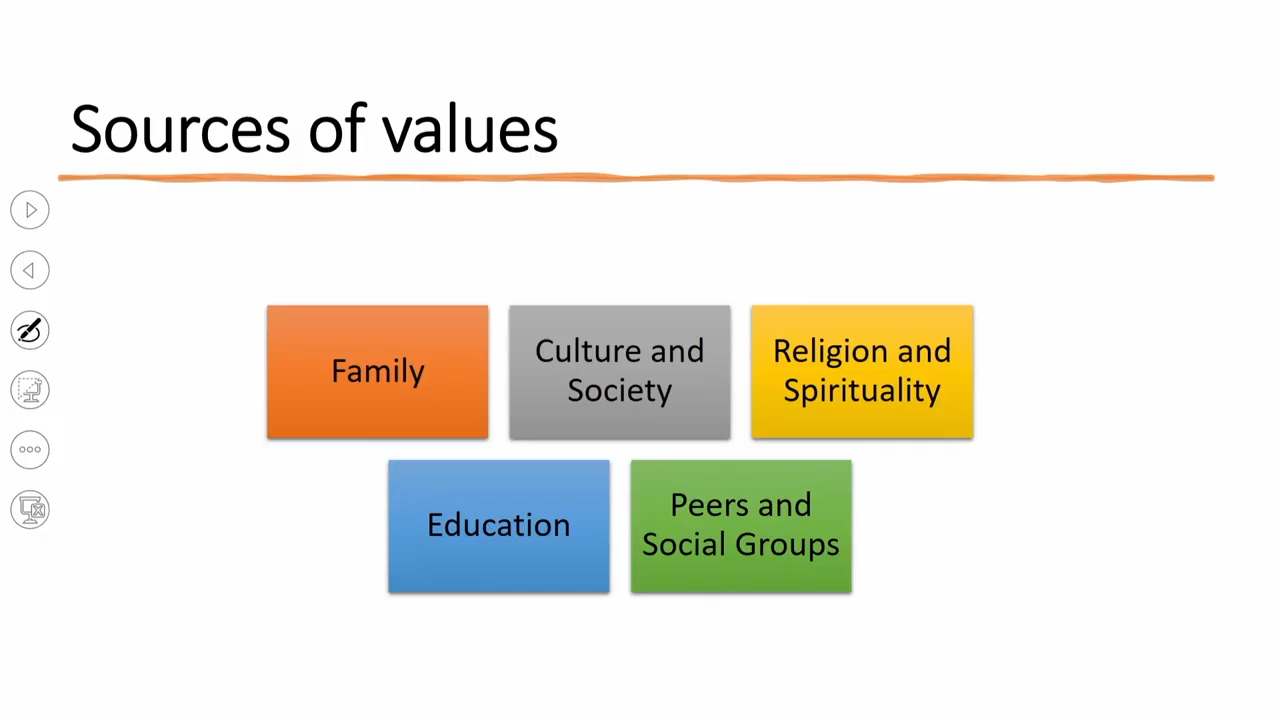 Sources of values
Family
Culture and
Society
Religion and
Spirituality
Education
Peers and
Social Groups